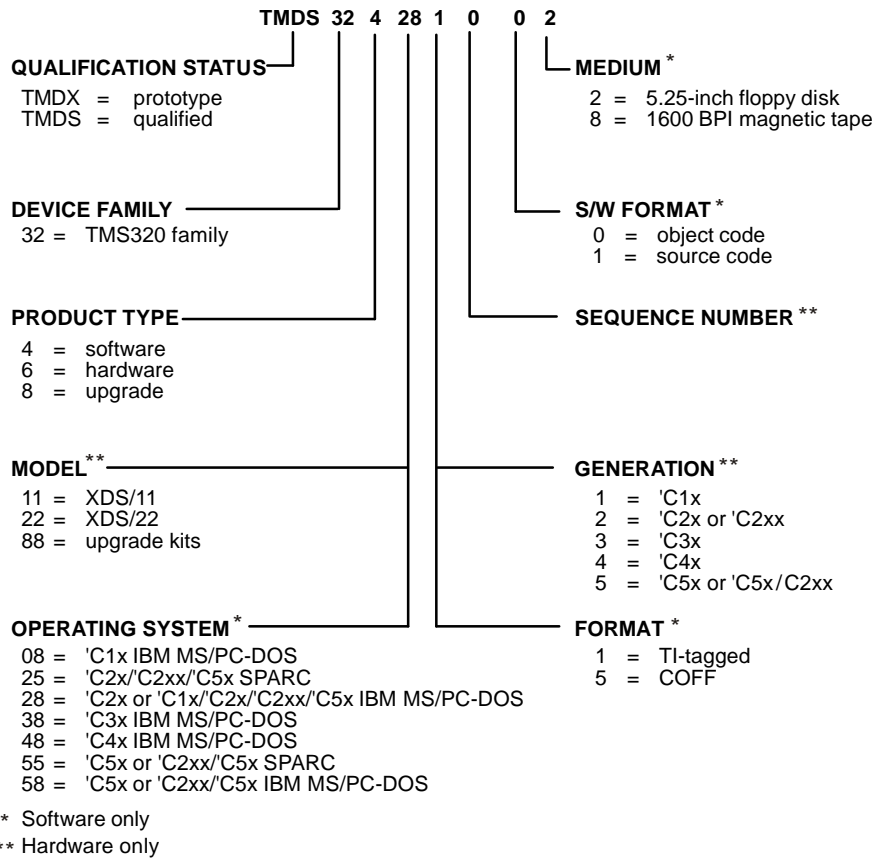 TMDS 32 4 28 1 0 0 2
QUALIFICATION STATUS
TMDX = prototype
TMDS = qualified
DEVICE FAMILY
32 = TMS320 family
PRODUCT TYPE
4 = software
6 = hardware
8 = upgrade
MODEL**
11 = XDS/11
22 = XDS/22
88 = upgrade kits
OPERATING SYSTEM*
08 = 'C1x IBM MS/PC-DOS
25 = 'C2x/'C2xx/'C5x SPARC
28 = 'C2x or 'C1x/'C2x/'C2xx/'C5x IBM MS/PC-DOS
38 = 'C3x IBM MS/PC-DOS
48 = 'C4x IBM MS/PC-DOS
55 = 'C5x or 'C2xx/'C5x SPARC
58 = 'C5x or 'C2xx/'C5x IBM MS/PC-DOS
MEDIUM*
2 = 5.25-inch floppy disk
8 = 1600 BPI magnetic tape
S/W FORMAT*
0 = object code
1 = source code
SEQUENCE NUMBER**
GENERATION**
1 = 'C1x
2 = 'C2x or 'C2xx
3 = 'C3x
4 = 'C4x
5 = 'C5x or 'C5x/C2xx
FORMAT*
1 = TI-tagged
5 = COFF
* Software only
** Hardware only